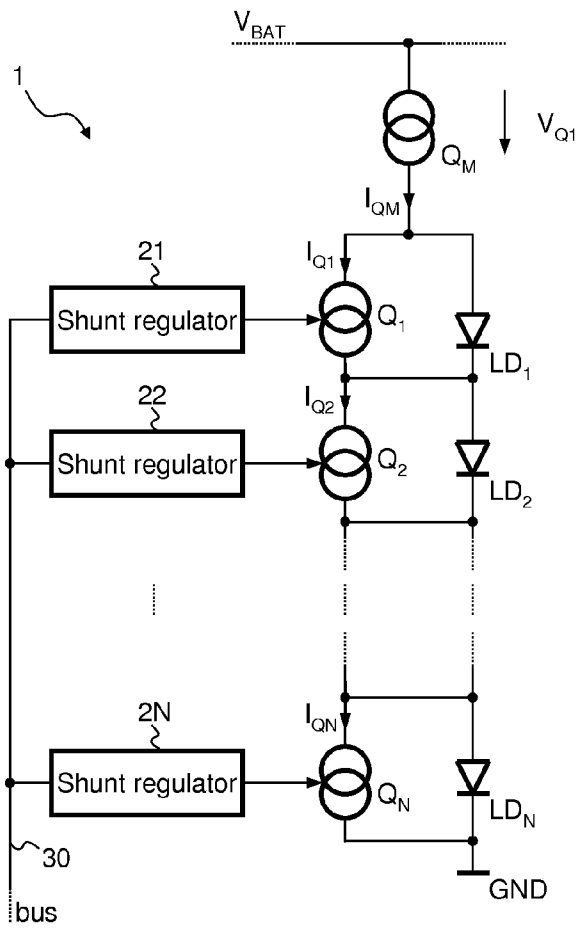 V_BAT
1
V_Q1
Q_M
I_QM
21
I_Q1
Shunt regulator
Q_1
LD_1
22
I_Q2
Shunt regulator
Q_2
LD_2
2N
I_QN
Shunt regulator
Q_N
LD_N
30
GND
bus